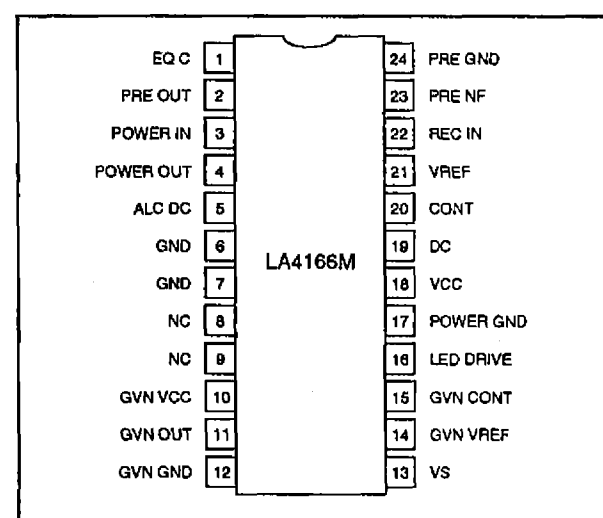 EQ C 1 24 PRE GND
PRE OUT 2 23 PRE NF
POWER IN 3 22 REC IN
POWER OUT 4 21 VREF
ALC DC 5 20 CONT
GND 6 19 DC
LA4166M
GND 7 18 VCC
NC 8 17 POWER GND
NC 9 16 LED DRIVE
GVN VCC 10 15 GVN CONT
GVN OUT 11 14 GVN VREF
GVN GND 12 13 VS